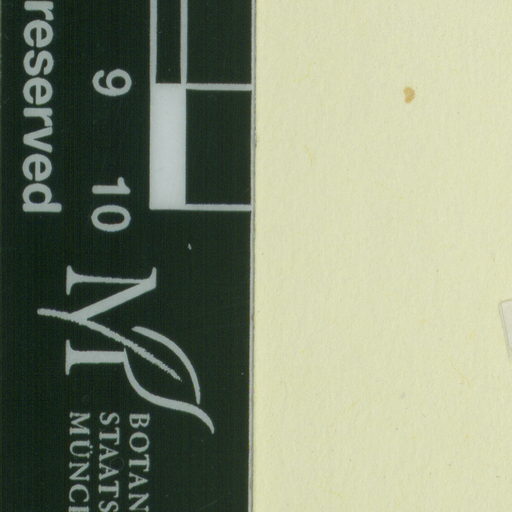 reserved
9 10
M
BOTAN
STAATS
MÜNC